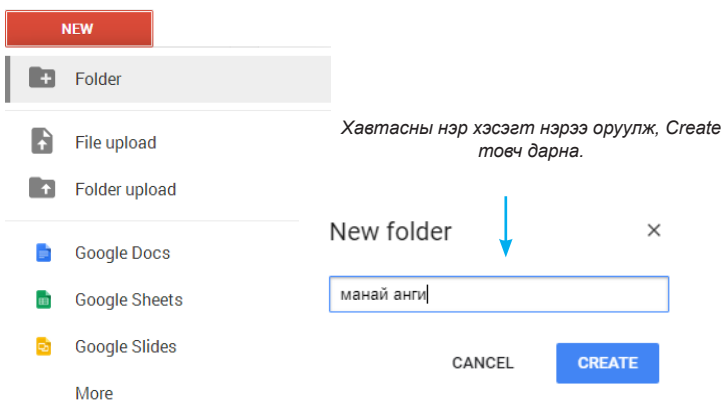 NEW
Folder
File upload
Folder upload
Google Docs
Google Sheets
Google Slides
More
Хавтасны нэр хэсэгт нэрээ оруулж, Create
товч дарна.
New folder
манай анги
CANCEL
CREATE